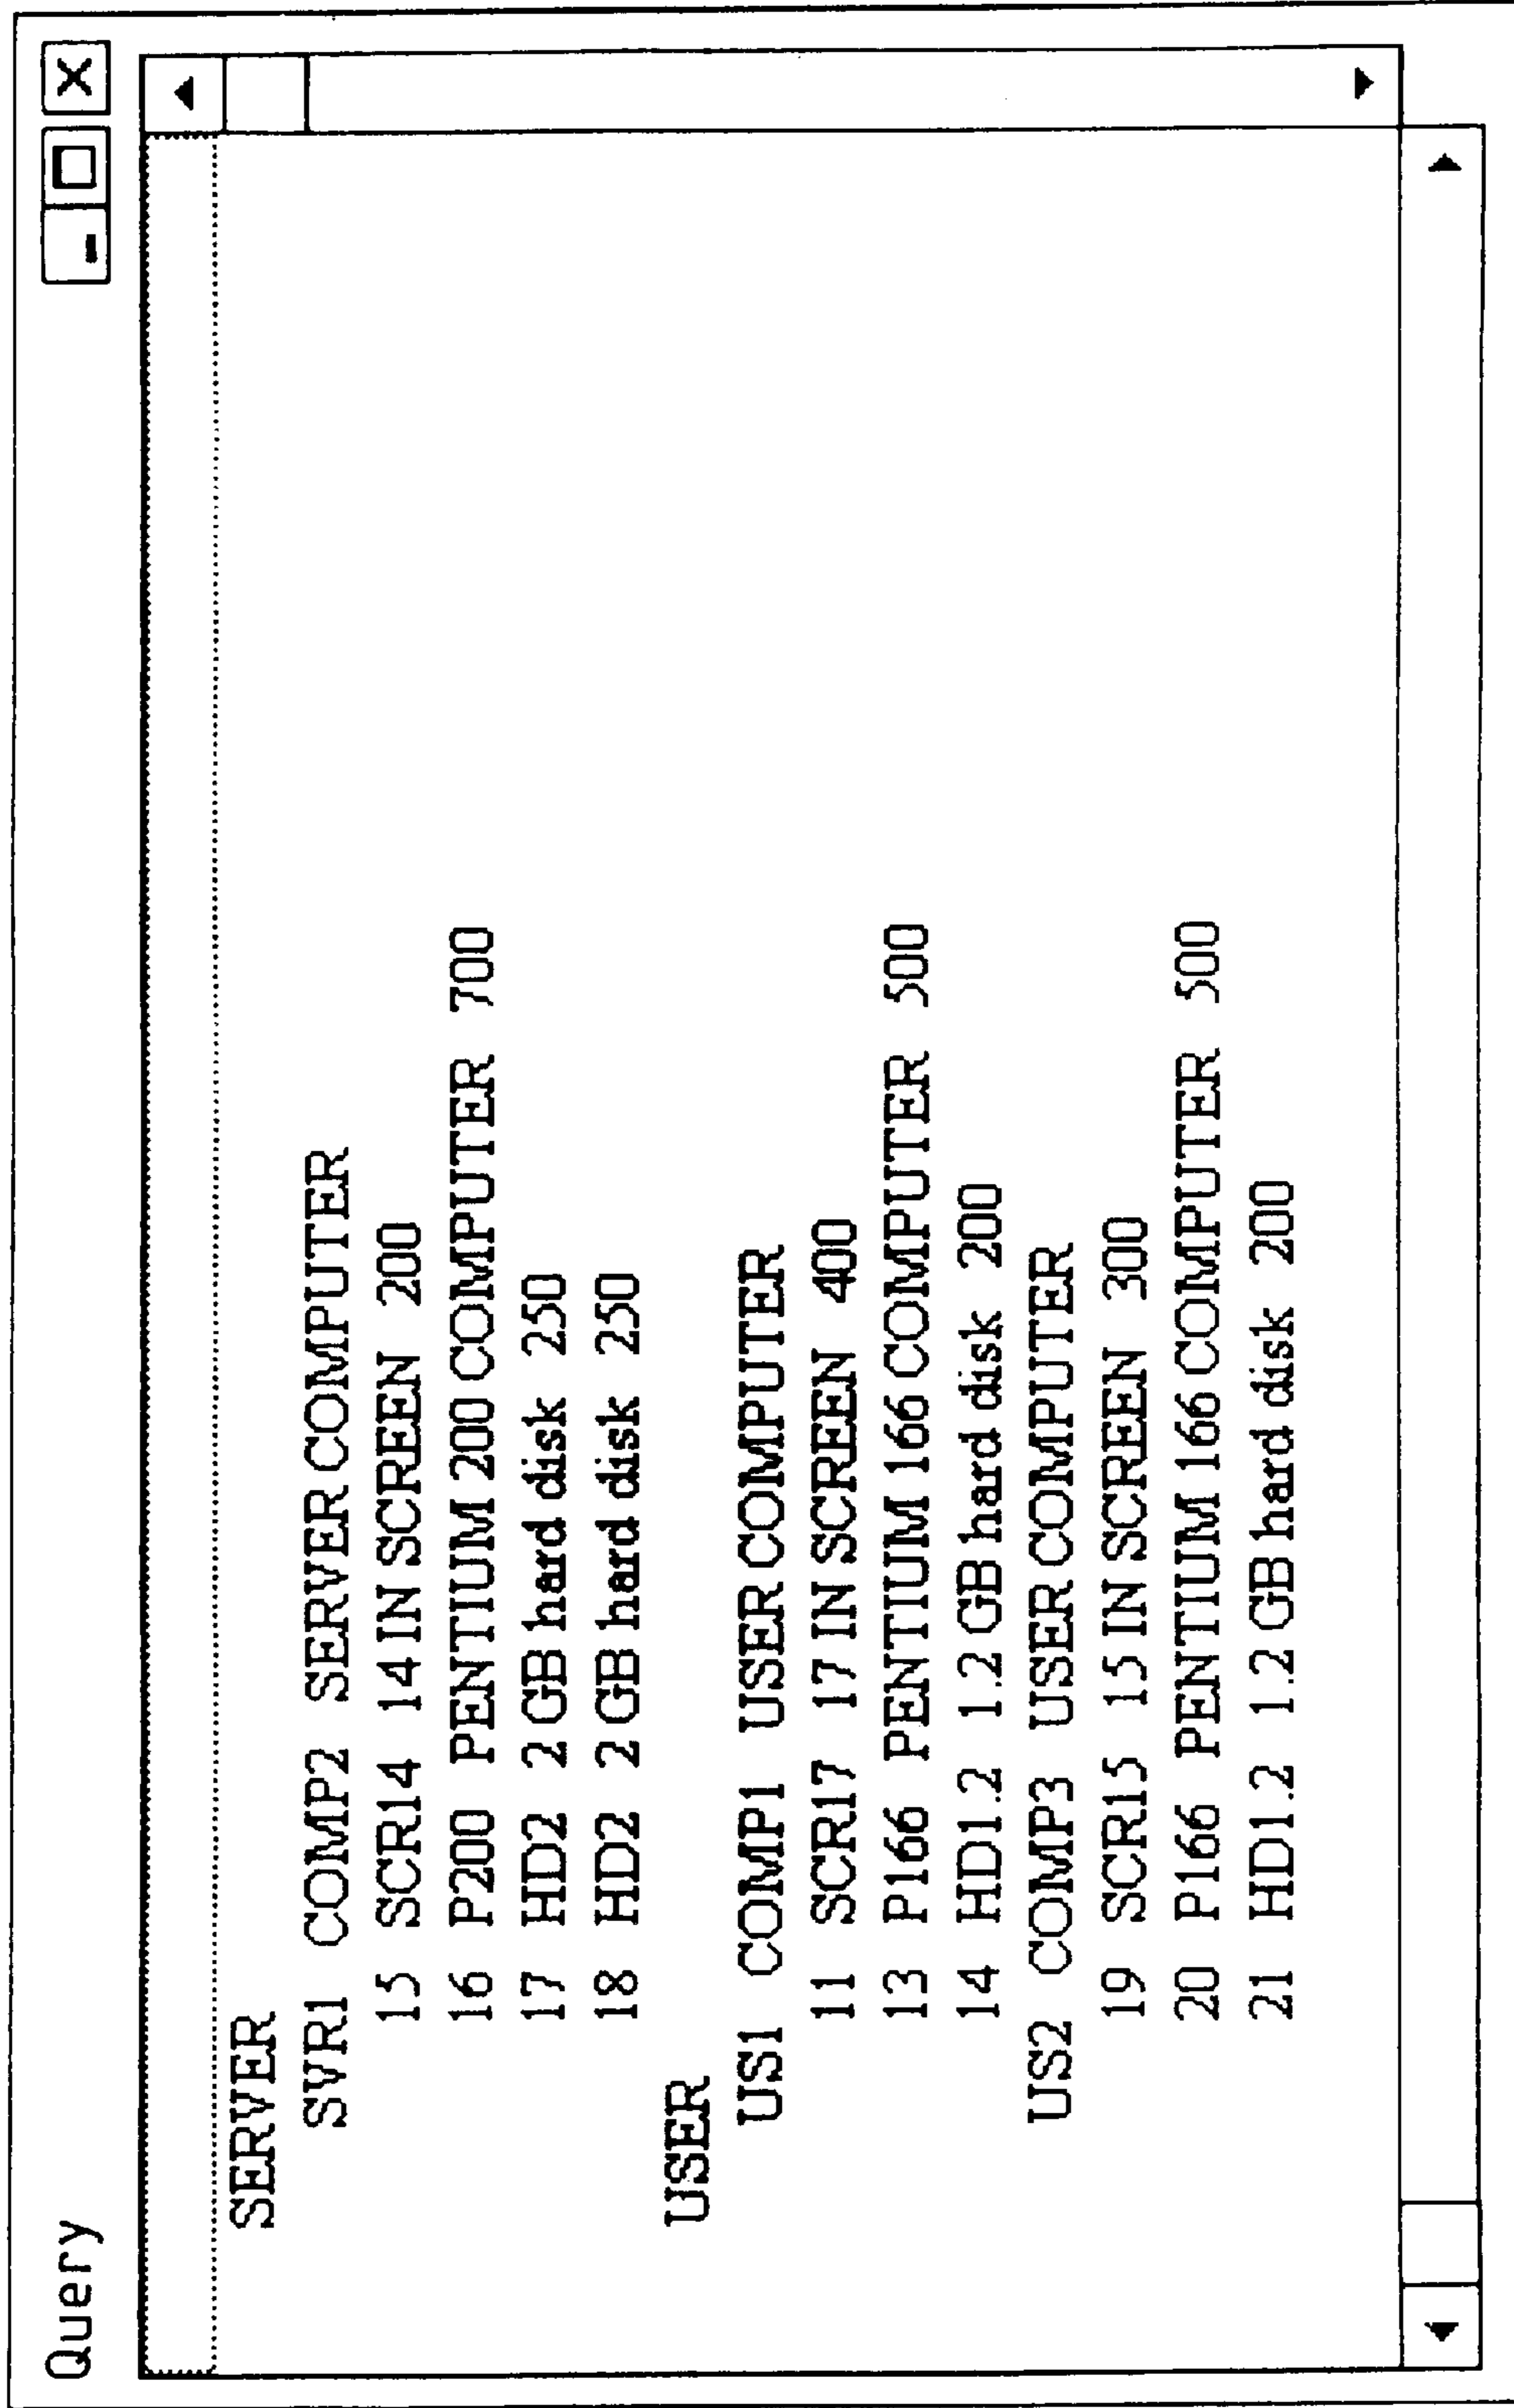 Query
SERVER
SVR1 COMP2 SERVER COMPUTER
15 SCR14 14 IN SCREEN 200
16 P200 PENTIUM 200 COMPUTER 700
17 HD2 2 GB hard disk 250
18 HD2 2 GB hard disk 250
USER
US1 COMP1 USER COMPUTER
11 SCR17 17 IN SCREEN 400
13 P166 PENTIUM 166 COMPUTER 500
14 HD1.2 1.2 GB hard disk 200
US2 COMP3 USER COMPUTER
19 SCR15 15 IN SCREEN 300
20 P166 PENTIUM 166 COMPUTER 500
21 HD1.2 1.2 GB hard disk 200